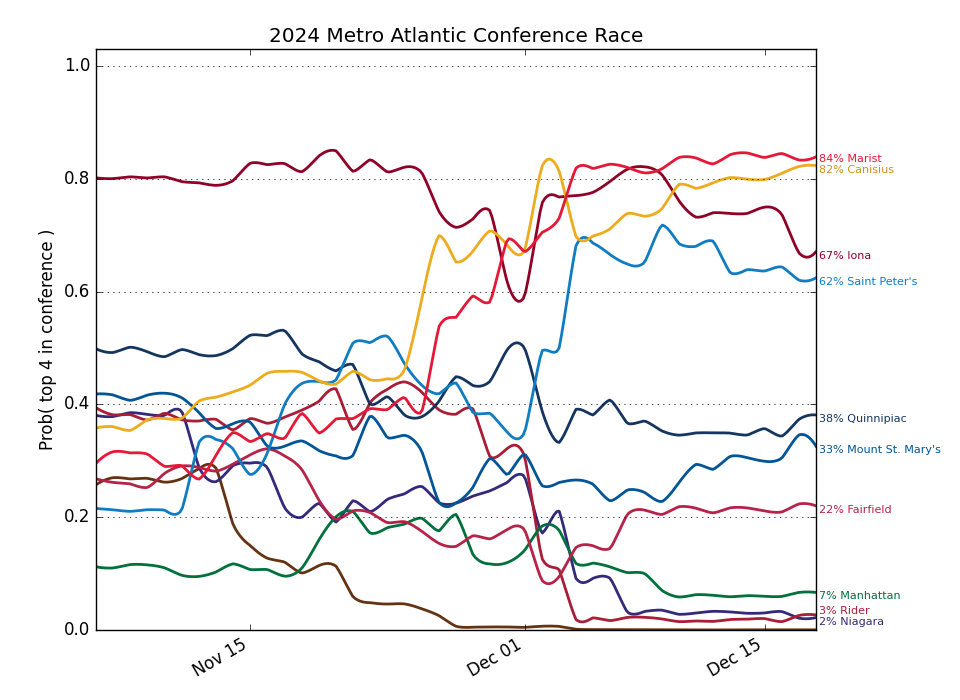 2024 Metro Atlantic Conference Race
Prob( top 4 in conference )
1.0
0.8
0.6
0.4
0.2
0.0
Nov 15
Dec 01
Dec 15
84% Marist
82% Canisius
67% Iona
62% Saint Peter's
38% Quinnipiac
33% Mount St. Mary's
22% Fairfield
7% Manhattan
3% Rider
2% Niagara